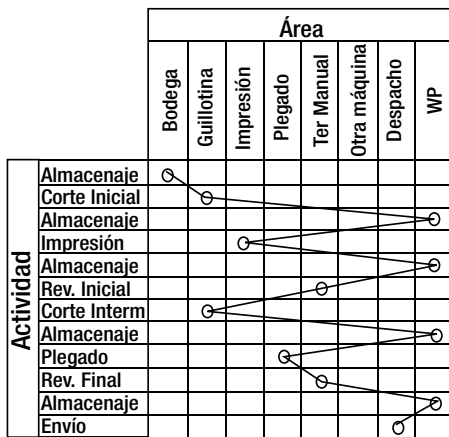 Área
Bodega
Guillotina
Impresión
Plegado
Ter Manual
Otra máquina
Despacho
WP
Actividad
Almacenaje
Corte Inicial
Almacenaje
Impresión
Almacenaje
Rev. Inicial
Corte Interm
Almacenaje
Plegado
Rev. Final
Almacenaje
Envío